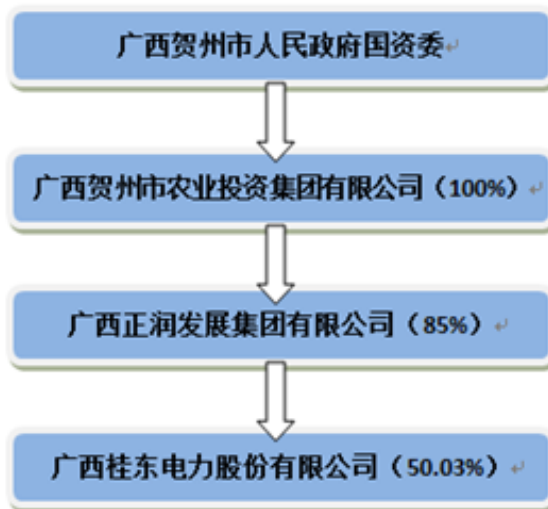 广西贺州市人民政府国资委
广西贺州市农业投资集团有限公司（100%）
广西正润发展集团有限公司（85%）
广西桂东电力股份有限公司（50.03%）